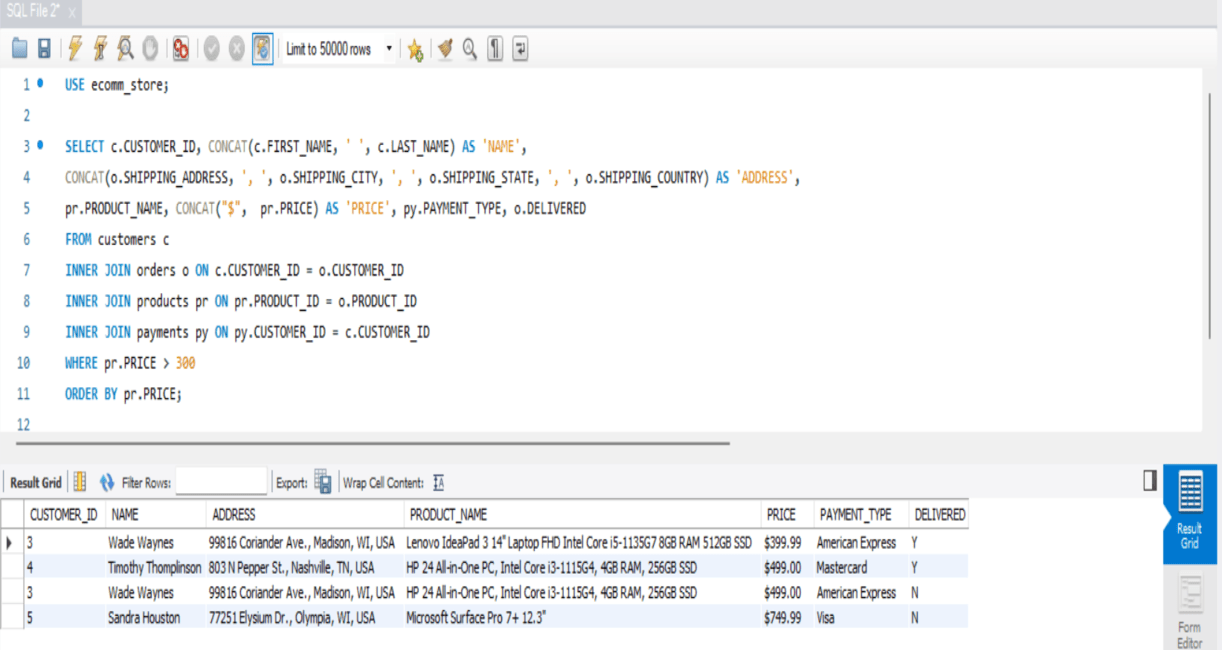 SQL File 2*
Limit to 50000 rows
1 USE ecomm_store;
2
3 SELECT c.CUSTOMER_ID, CONCAT(c.FIRST_NAME, ' ', c.LAST_NAME) AS 'NAME',
4 CONCAT(o.SHIPPING_ADDRESS, ', ', o.SHIPPING_CITY, ', ', o.SHIPPING_STATE, ', ', o.SHIPPING_COUNTRY) AS 'ADDRESS',
5 pr.PRODUCT_NAME, CONCAT("$",  pr.PRICE) AS 'PRICE', py.PAYMENT_TYPE, o.DELIVERED
6 FROM customers c
7 INNER JOIN orders o ON c.CUSTOMER_ID = o.CUSTOMER_ID
8 INNER JOIN products pr ON pr.PRODUCT_ID = o.PRODUCT_ID
9 INNER JOIN payments py ON py.CUSTOMER_ID = c.CUSTOMER_ID
10 WHERE pr.PRICE > 300
11 ORDER BY pr.PRICE;
12
Result Grid Filter Rows: Export: Wrap Cell Content: IA
CUSTOMER_ID NAME ADDRESS PRODUCT_NAME PRICE PAYMENT_TYPE DELIVERED
3 Wade Waynes 99816 Coriander Ave., Madison, WI, USA Lenovo IdeaPad 3 14" Laptop FHD Intel Core i5-1135G7 8GB RAM 512GB SSD $399.99 American Express Y
4 Timothy Thomplinson 803 N Pepper St., Nashville, TN, USA HP 24 All-in-One PC, Intel Core i3-1115G4, 4GB RAM, 256GB SSD $499.00 Mastercard Y
3 Wade Waynes 99816 Coriander Ave., Madison, WI, USA HP 24 All-in-One PC, Intel Core i3-1115G4, 4GB RAM, 256GB SSD $499.00 American Express N
5 Sandra Houston 77251 Elysium Dr., Olympia, WI, USA Microsoft Surface Pro 7+ 12.3" $749.99 Visa N
Result
Grid
Form
Editor